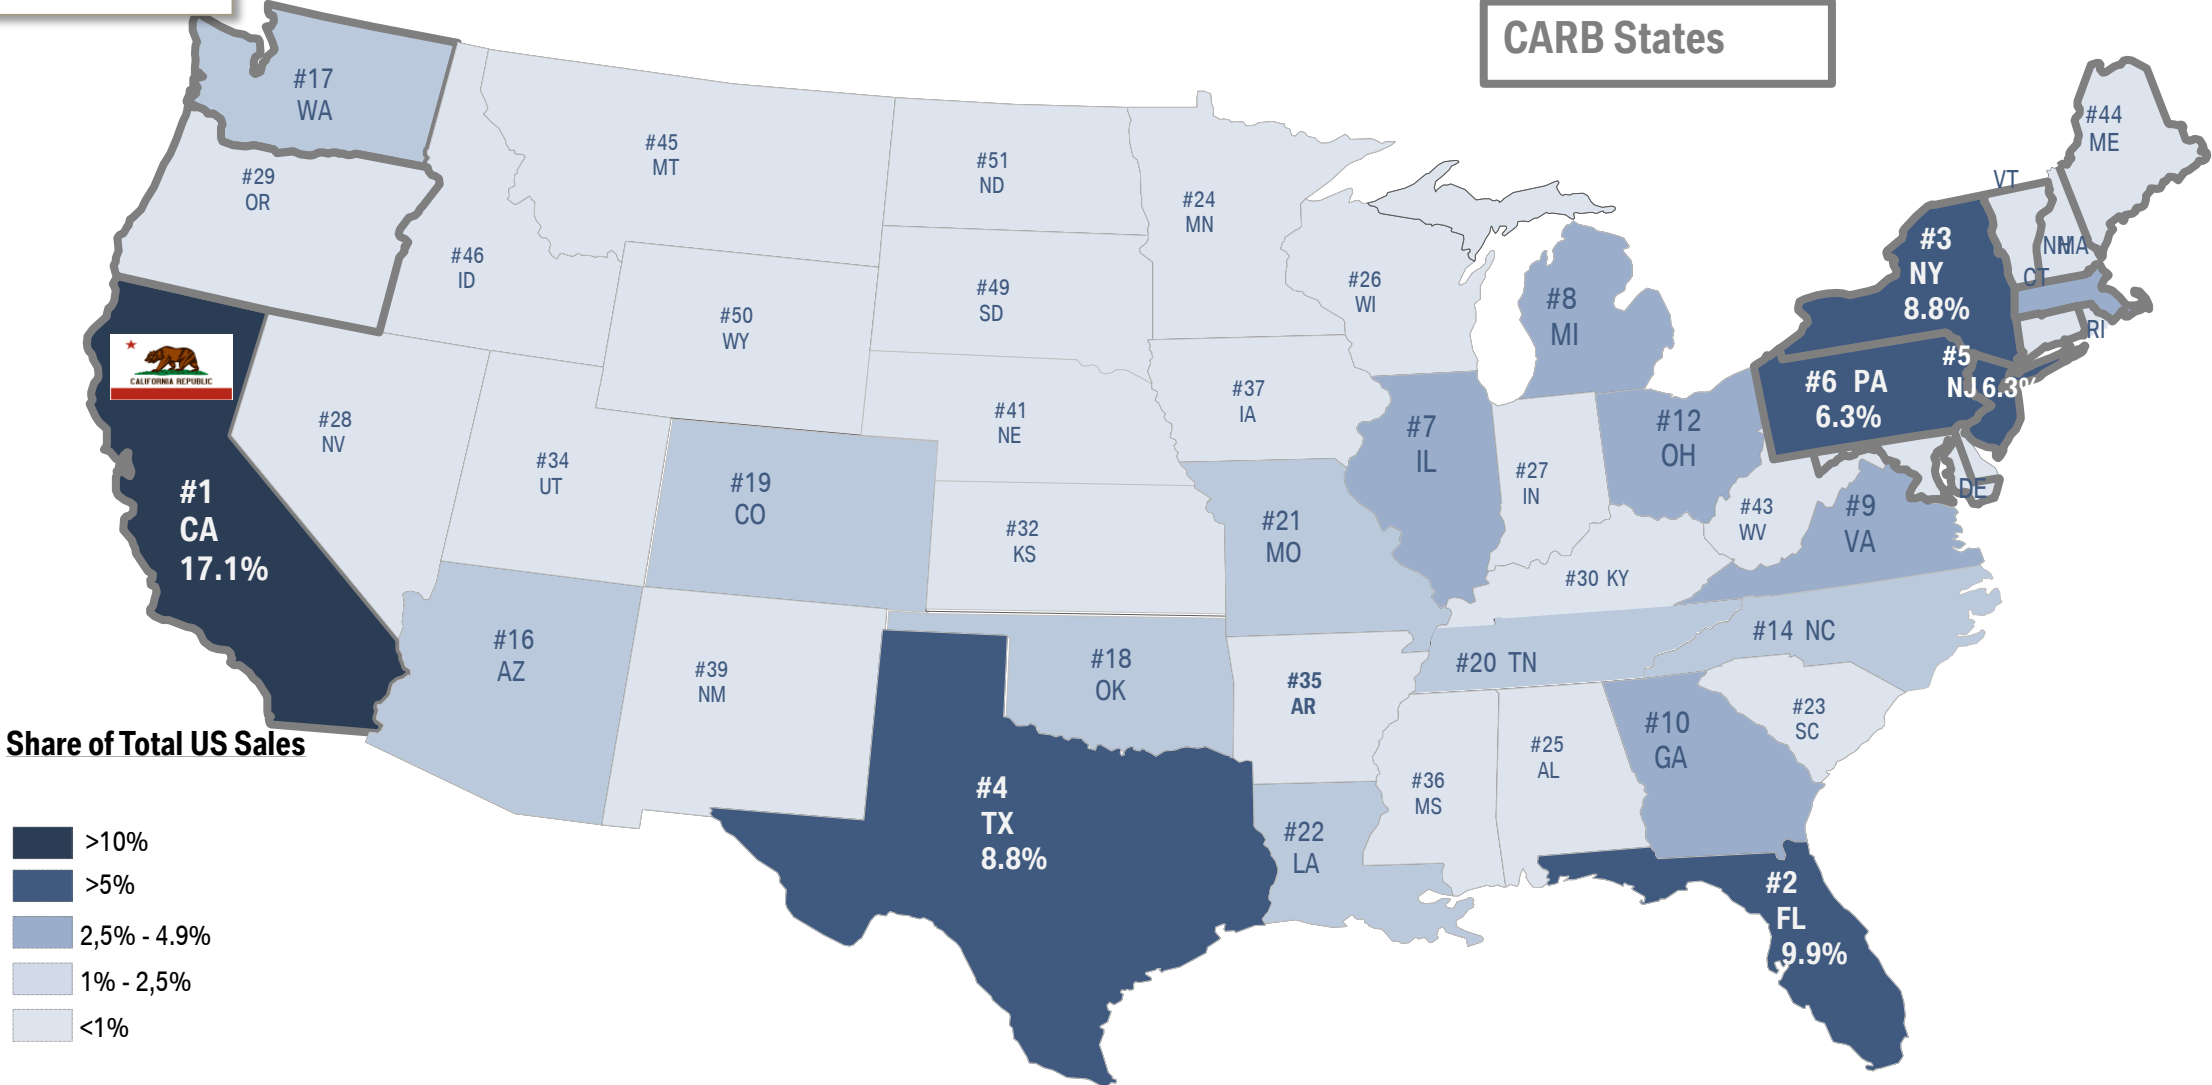 CARB States
#17
WA
#29
OR
#45
MT
#51
ND
#24
MN
#44
ME
VT
#46
ID
#49
SD
#26
WI
#8
MI
#3
NY
8.8%
NH
MA
CT
RI
#50
WY
CALIFORNIA REPUBLIC
#28
NV
#34
UT
#41
NE
#37
IA
#7
IL
#27
IN
#12
OH
#6 PA
6.3%
#5
NJ 6.3%
DE
#1
CA
17.1%
#19
CO
#32
KS
#21
MO
#43
WV
#9
VA
#30 KY
#16
AZ
#39
NM
#18
OK
#35
AR
#20 TN
#14 NC
#23
SC
#10
GA
#25
AL
#36
MS
#22
LA
#4
TX
8.8%
#2
FL
9.9%
Share of Total US Sales
>10%
>5%
2,5% - 4.9%
1% - 2,5%
<1%